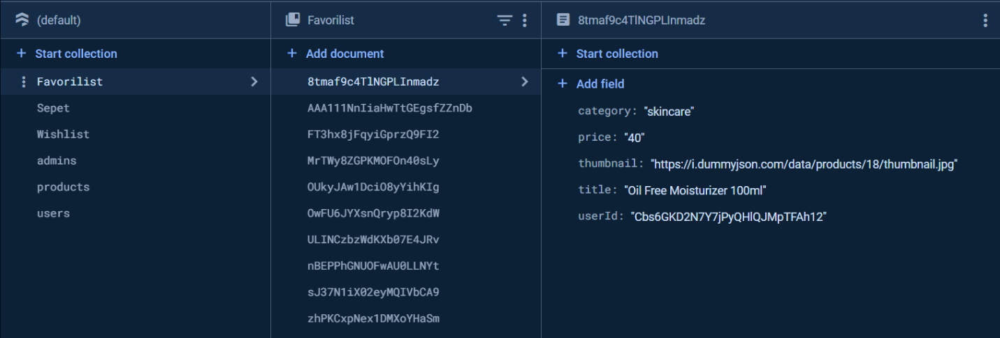 (default)
Start collection
Favorilist
Sepet
Wishlist
admins
products
users
Favorilist
Add document
8tmaf9c4TlNGPLInmadz
AAA111NnIiaHwTtGEgsfZZnDb
FT3hx8jFqyiGprzQ9FI2
MrTWy8ZGPKMOFOn40sLy
OUkyJAw1DciO8yYihKIg
OwFU6JYXsnQryp8I2KdW
ULINCzbzWdKXb07E4JRv
nBEPPhGNUOFwAU0LLNYt
sJ37N1iX02eyMQIVbCA9
zhPKCxpNex1DMXoYHaSm
8tmaf9c4TlNGPLInmadz
Start collection
Add field
category: "skincare"
price: "40"
thumbnail: "https://i.dummyjson.com/data/products/18/thumbnail.jpg"
title: "Oil Free Moisturizer 100ml"
userId: "Cbs6GKD2N7Y7jPyQHlQJMpTFAh12"